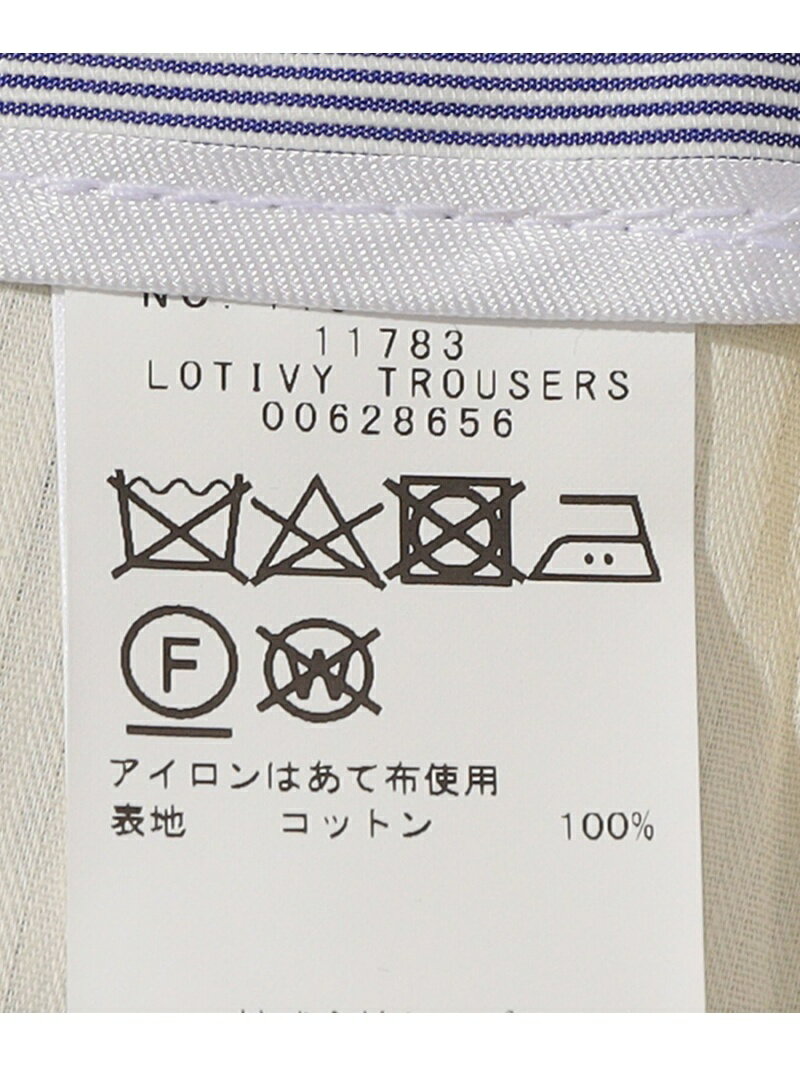 11783
LOTIVY TROUSERS
00628656
F
W
アイロンはあて布使用
表地 コットン 100%